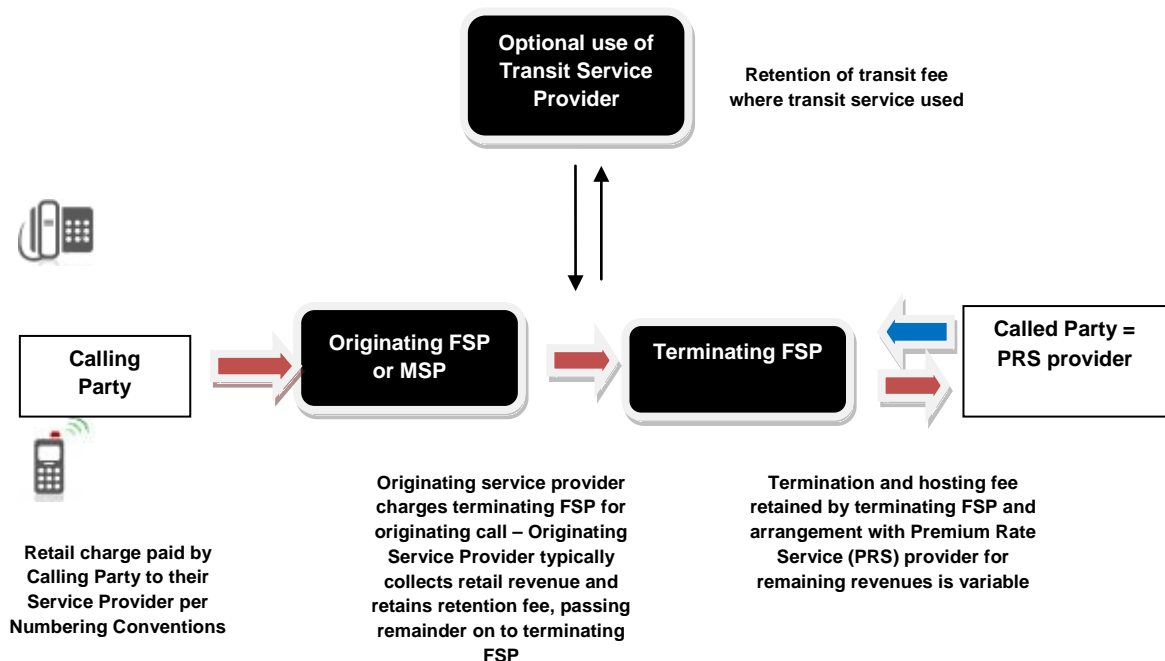 Optional use of
Transit Service
Provider
Retention of transit fee
where transit service used
Calling
Party
Originating FSP
or MSP
Terminating FSP
Called Party =
PRS provider
Retail charge paid by
Calling Party to their
Service Provider per
Numbering Conventions
Originating service provider
charges terminating FSP for
originating call – Originating
Service Provider typically
collects retail revenue and
retains retention fee, passing
remainder on to terminating
FSP
Termination and hosting fee
retained by terminating FSP and
arrangement with Premium Rate
Service (PRS) provider for
remaining revenues is variable